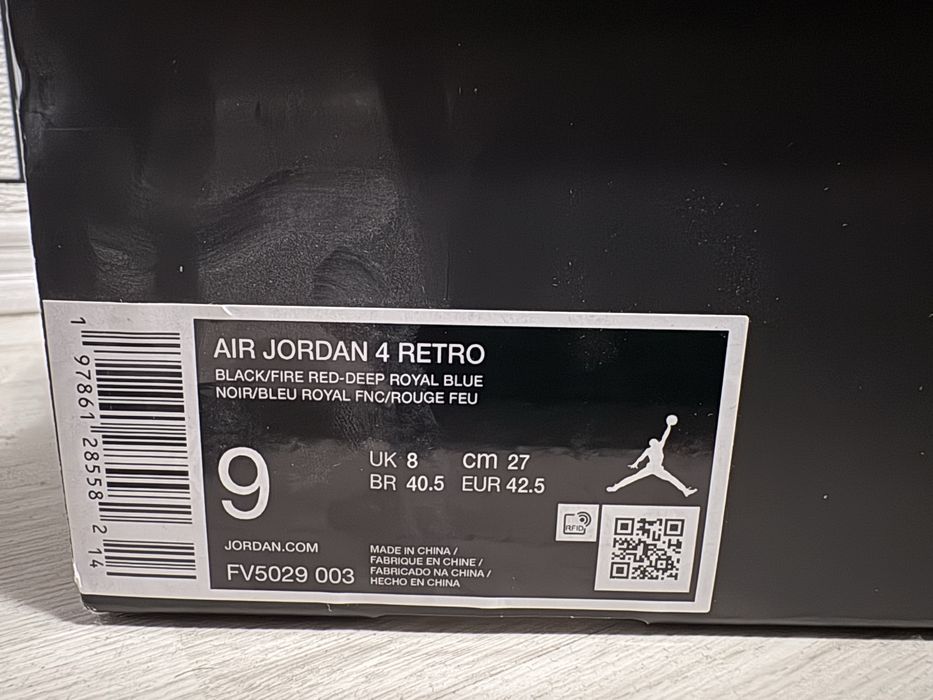 AIR JORDAN 4 RETRO
BLACK/FIRE RED-DEEP ROYAL BLUE
NOIR/BLEU ROYAL FNC/ROUGE FEU
9
UK 8 cm 27
BR 40.5 EUR 42.5
RFID
JORDAN.COM
FV5029 003
MADE IN CHINA /
FABRIQUE EN CHINE /
FABRICADO NA CHINA /
HECHO EN CHINA
1 97861 28558 2 14